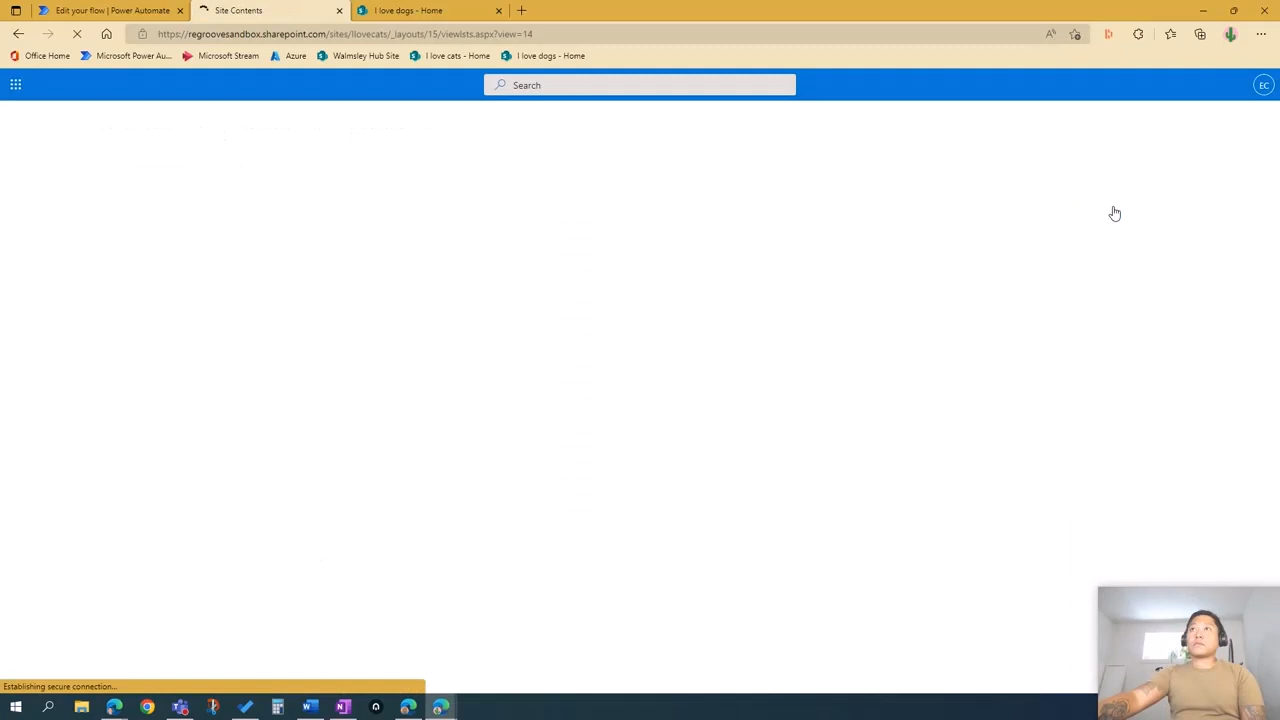 Edit your flow | Power Automate
Site Contents
I love dogs - Home
https://regroovesandbox.sharepoint.com/sites/Ilovecats/_layouts/15/viewlsts.aspx?view=14
Office Home
Microsoft Power Au...
Microsoft Stream
Azure
Walmsley Hub Site
I love cats - Home
I love dogs - Home
Search
EC
Establishing secure connection...